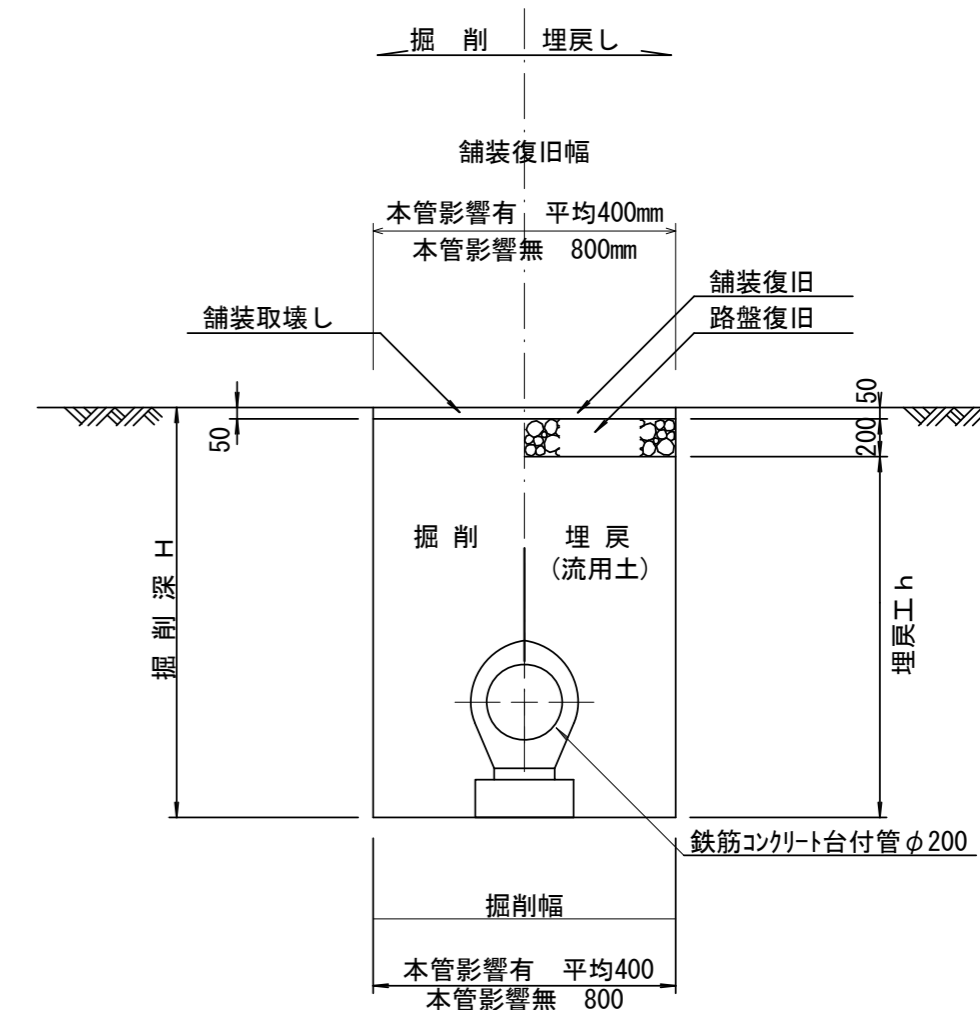 掘 削 埋戻し
舗装復旧幅
本管影響有 平均400mm
本管影響無 800mm
舗装復旧
舗装取壊し
路盤復旧
50
50
200
掘 削
埋 戻
(流用土)
掘 削 深 H
埋戻工 h
鉄筋コンクリート台付管φ200
掘削幅
本管影響有 平均400
本管影響無 800